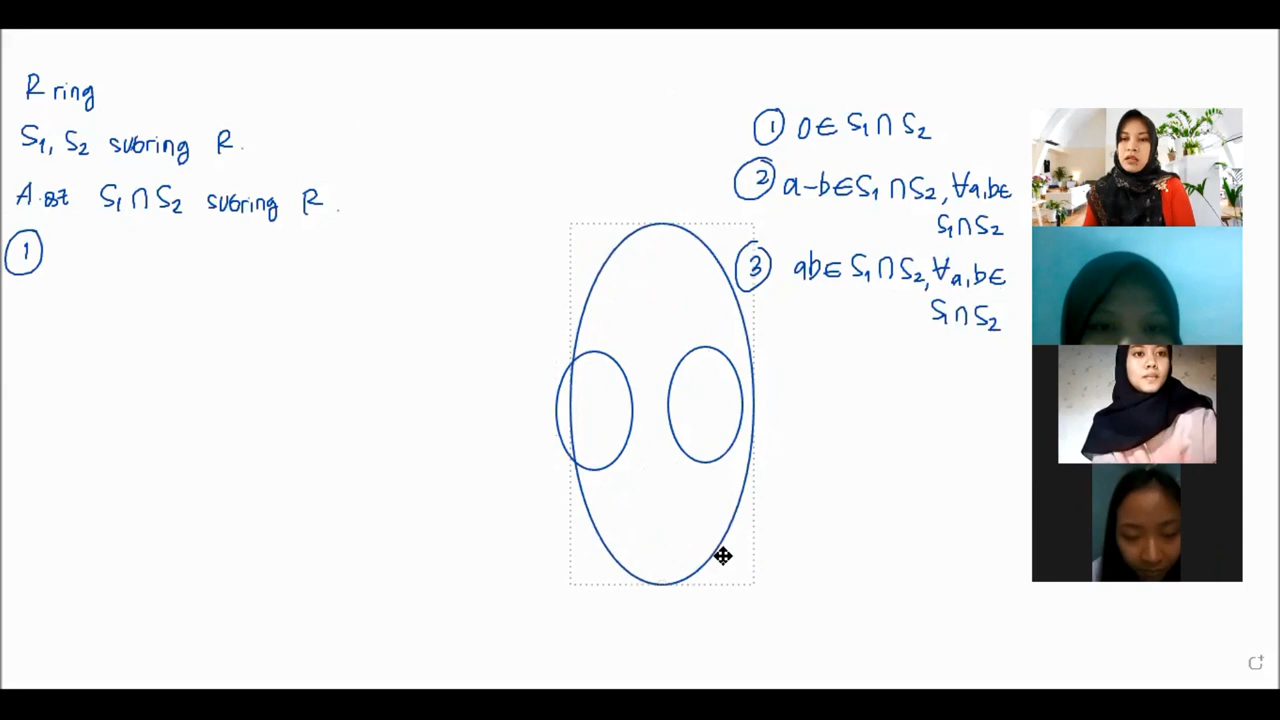 R ring
S₁, S₂ subring R.
S₁ ∩ S₂ subring R.
①
① 0 ∈ S₁ ∩ S₂
② a-b ∈ S₁ ∩ S₂, ∀a,b ∈
S₁ ∩ S₂
③ ab ∈ S₁ ∩ S₂, ∀a,b ∈
S₁ ∩ S₂